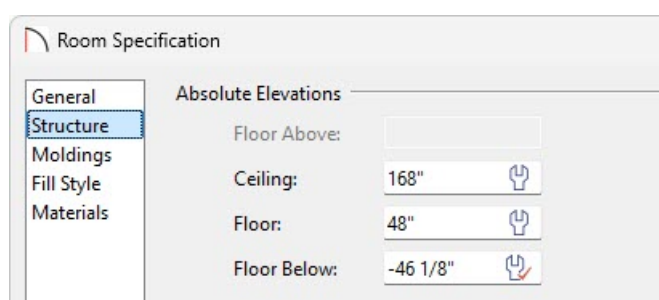 Room Specification
General
Structure
Moldings
Fill Style
Materials
Absolute Elevations
Floor Above:
Ceiling: 168"
Floor: 48"
Floor Below: -46 1/8"